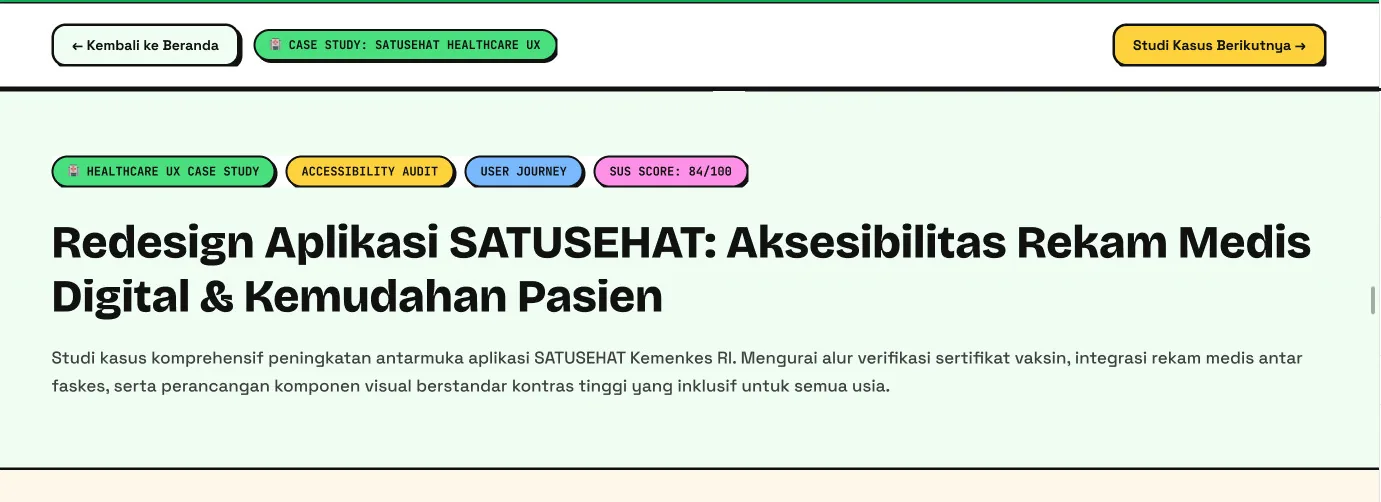 ← Kembali ke Beranda
CASE STUDY: SATUSEHAT HEALTHCARE UX
Studi Kasus Berikutnya →
HEALTHCARE UX CASE STUDY
ACCESSIBILITY AUDIT
USER JOURNEY
SUS SCORE: 84/100
Redesign Aplikasi SATUSEHAT: Aksesibilitas Rekam Medis
Digital & Kemudahan Pasien
Studi kasus komprehensif peningkatan antarmuka aplikasi SATUSEHAT Kemenkes RI. Mengurai alur verifikasi sertifikat vaksin, integrasi rekam medis antar
faskes, serta perancangan komponen visual berstandar kontras tinggi yang inklusif untuk semua usia.